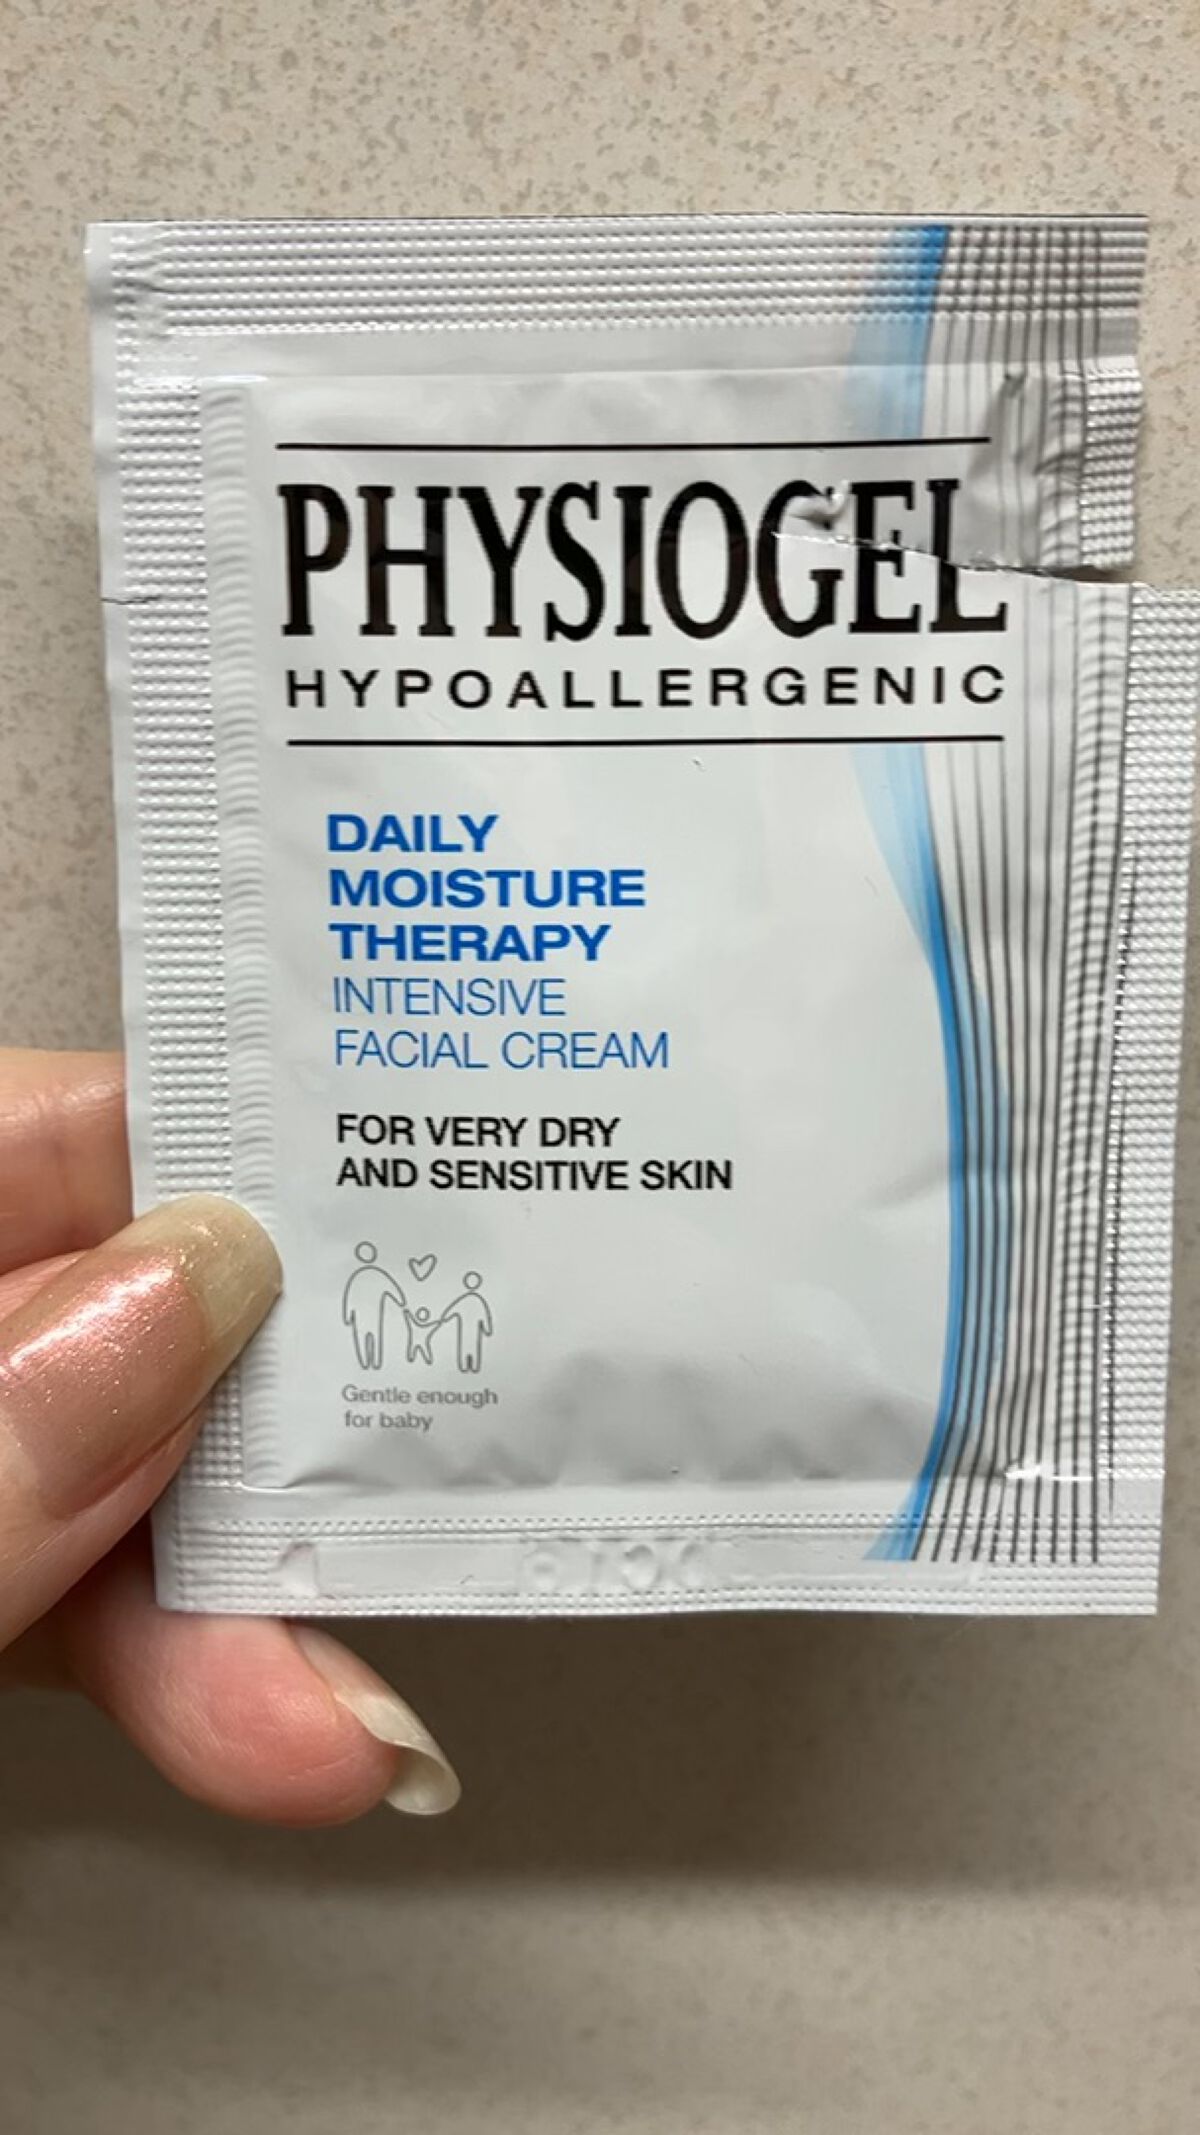 PHYSIOGEL
HYPOALLERGENIC
DAILY
MOISTURE
THERAPY
INTENSIVE
FACIAL CREAM
FOR VERY DRY
AND SENSITIVE SKIN
Gentle enough
for baby